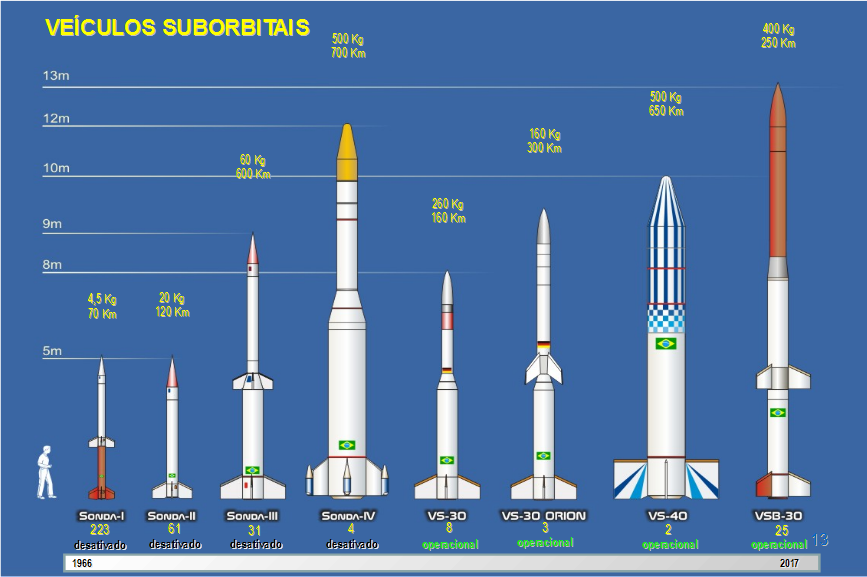 VEÍCULOS SUBORBITAIS
500 Kg
700 Km
400 Kg
250 Km
13m
12m
500 Kg
650 Km
160 Kg
300 Km
60 Kg
600 Km
10m
260 Kg
160 Km
9m
8m
4,5 Kg
70 Km
20 Kg
120 Km
5m
SONDA-I
SONDA-II
SONDA-III
SONDA-IV
VS-30
VS-30 ORION
VS-40
VSB-30
223
61
31
4
8
3
2
25
desativado
desativado
desativado
desativado
operacional
operacional
operacional
operacional
13
1966
2017